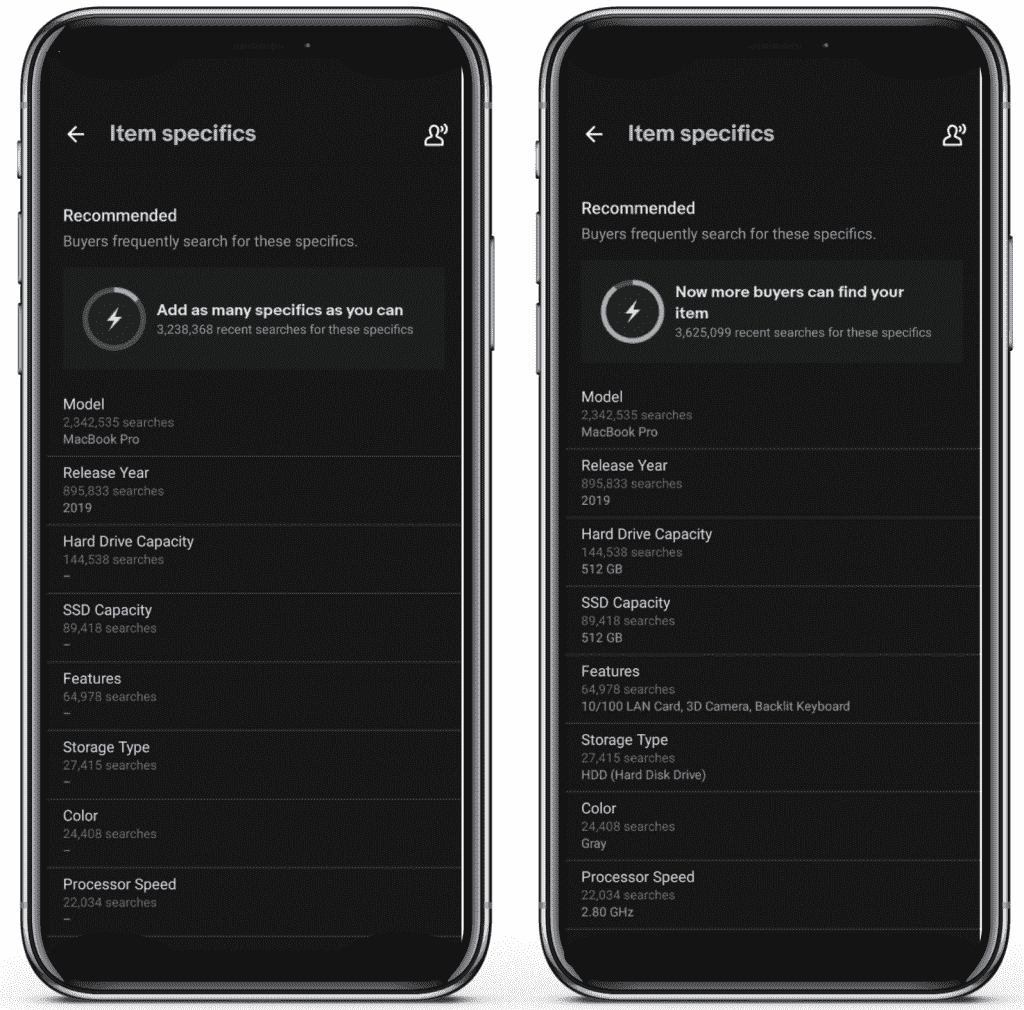 Item specifics
Recommended
Buyers frequently search for these specifics.
Add as many specifics as you can
3,238,368 recent searches for these specifics
Model
2,342,535 searches
MacBook Pro
Release Year
895,833 searches
2019
Hard Drive Capacity
144,538 searches
–
SSD Capacity
89,418 searches
–
Features
64,978 searches
–
Storage Type
27,415 searches
–
Color
24,408 searches
–
Processor Speed
22,034 searches
–
Item specifics
Recommended
Buyers frequently search for these specifics.
Now more buyers can find your
item
3,625,099 recent searches for these specifics
Model
2,342,535 searches
MacBook Pro
Release Year
895,833 searches
2019
Hard Drive Capacity
144,538 searches
512 GB
SSD Capacity
89,418 searches
512 GB
Features
64,978 searches
10/100 LAN Card, 3D Camera, Backlit Keyboard
Storage Type
27,415 searches
HDD (Hard Disk Drive)
Color
24,408 searches
Gray
Processor Speed
22,034 searches
2.80 GHz